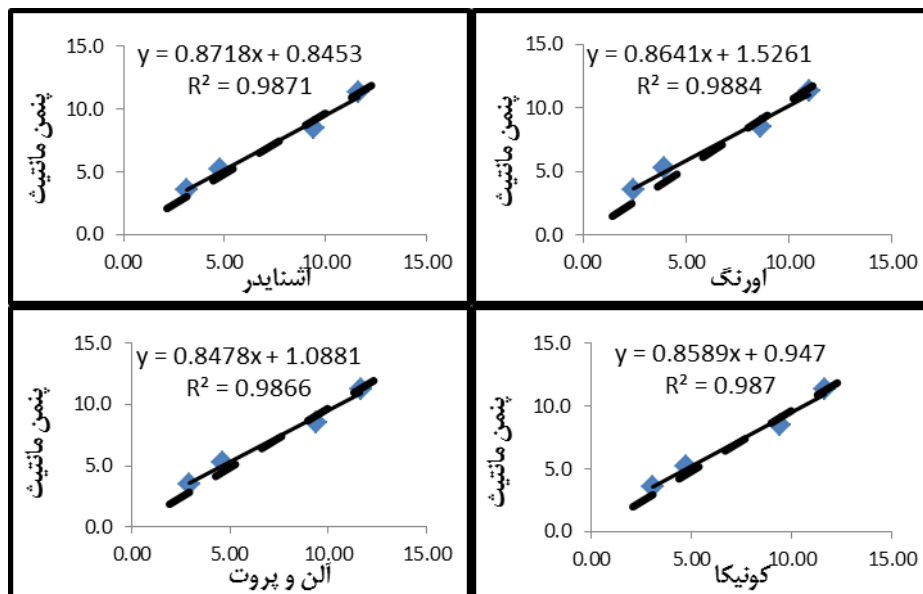 15.0
y = 0.8718x + 0.8453
R² = 0.9871
10.0
5.0
0.0
0.00 5.00 10.00 15.00
پنمن مانتیث
اشنایدر
15.0
y = 0.8641x + 1.5261
R² = 0.9884
10.0
5.0
0.0
0.00 5.00 10.00 15.00
پنمن مانتیث
اورنگ
15.0
y = 0.8478x + 1.0881
R² = 0.9866
10.0
5.0
0.0
0.00 5.00 10.00 15.00
پنمن مانتیث
آلن و پروت
15.0
y = 0.8589x + 0.947
R² = 0.987
10.0
5.0
0.0
0.00 5.00 10.00 15.00
پنمن مانتیث
کونیکا